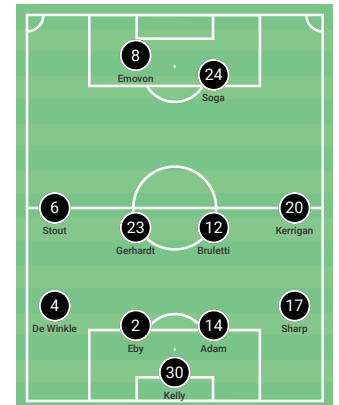 8
Emovon
24
Soga
6
Stout
20
Kerrigan
23
Gerhardt
12
Bruletti
4
De Winkle
17
Sharp
2
Eby
14
Adam
30
Kelly